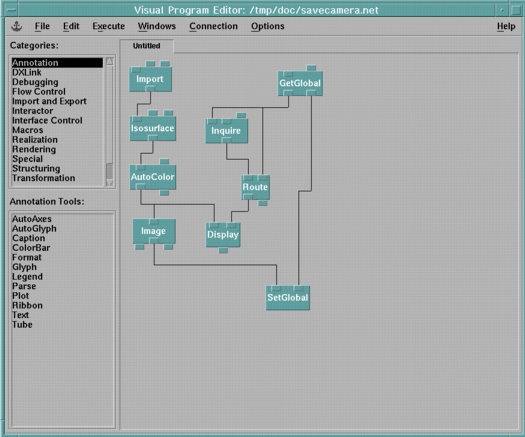 Visual Program Editor: /tmp/doc/savecamera.net
File Edit Execute Windows Connection Options Help
Categories:
Annotation
DXLink
Debugging
Flow Control
Import and Export
Interactor
Interface Control
Macros
Realization
Rendering
Special
Structuring
Transformation
Annotation Tools:
AutoAxes
AutoGlyph
Caption
ColorBar
Format
Glyph
Legend
Parse
Plot
Ribbon
Text
Tube
Untitled
Import
GetGlobal
Isosurface
Inquire
AutoColor
Route
Image
Display
SetGlobal